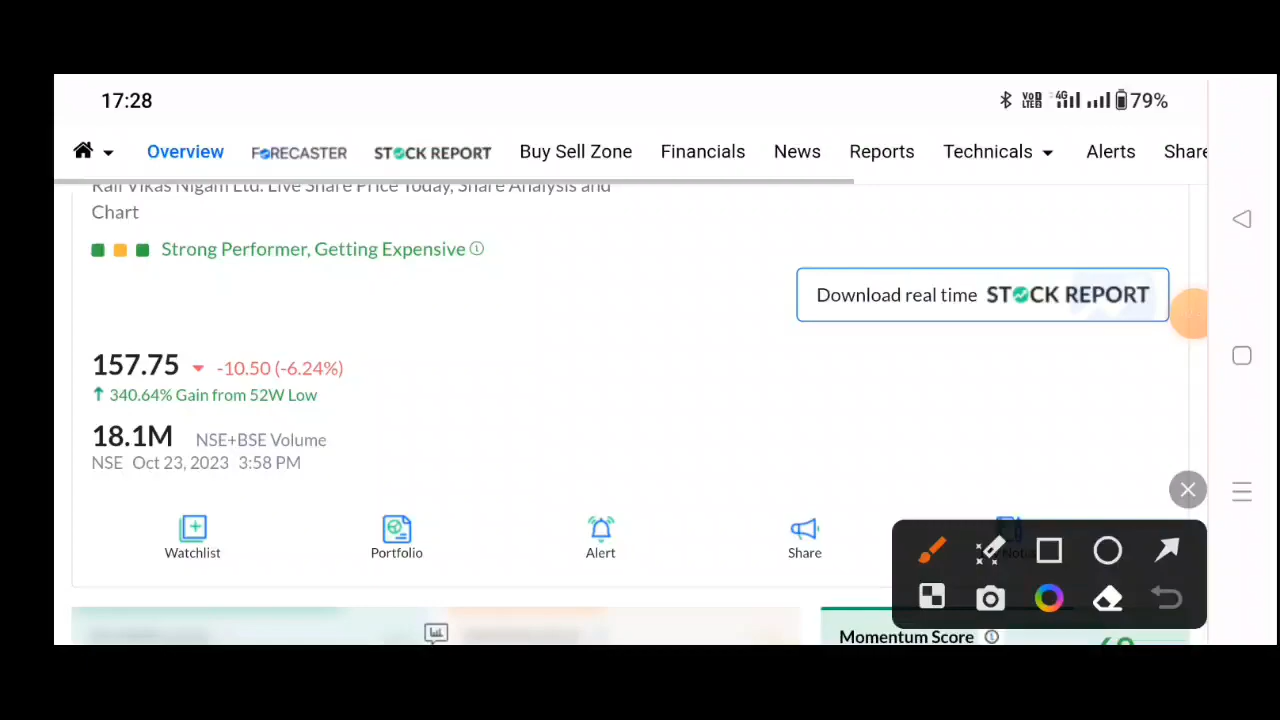 17:28
VoD LTEB 4G 79%
Overview FORECASTER STOCK REPORT Buy Sell Zone Financials News Reports Technicals Alerts Share
Rail Vikas Nigam Ltd. Live Share Price Today, Share Analysis and
Chart
Strong Performer, Getting Expensive
Download real time STOCK REPORT
157.75 -10.50 (-6.24%)
340.64% Gain from 52W Low
18.1M NSE+BSE Volume
NSE Oct 23, 2023 3:58 PM
Watchlist Portfolio Alert Share
Momentum Score